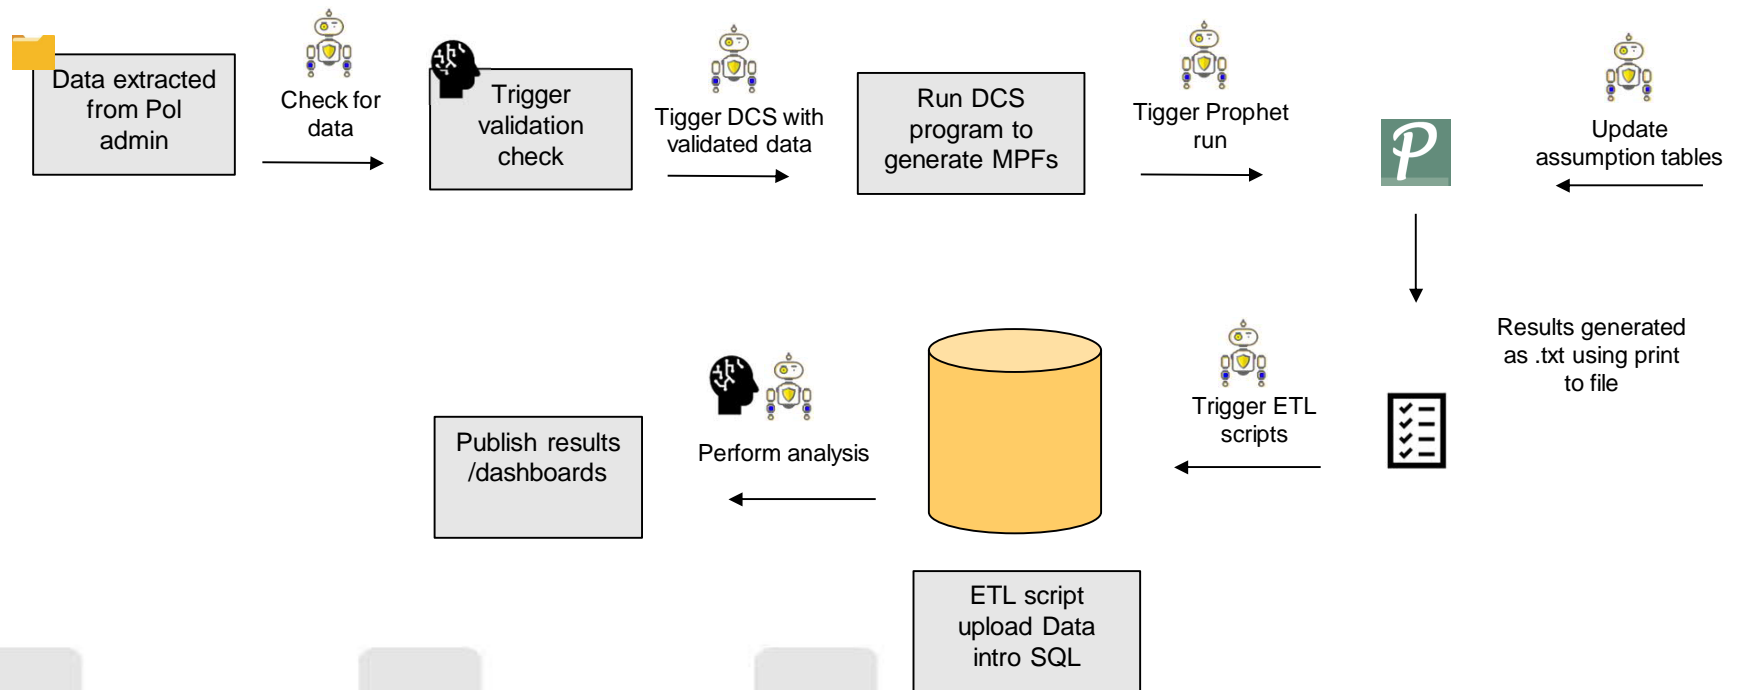 Data extracted
from Pol
admin
Check for
data
Trigger
validation
check
Tigger DCS with
validated data
Run DCS
program to
generate MPFs
Tigger Prophet
run
P
Update
assumption tables
Results generated
as .txt using print
to file
Trigger ETL
scripts
Perform analysis
Publish results
/dashboards
ETL script
upload Data
intro SQL